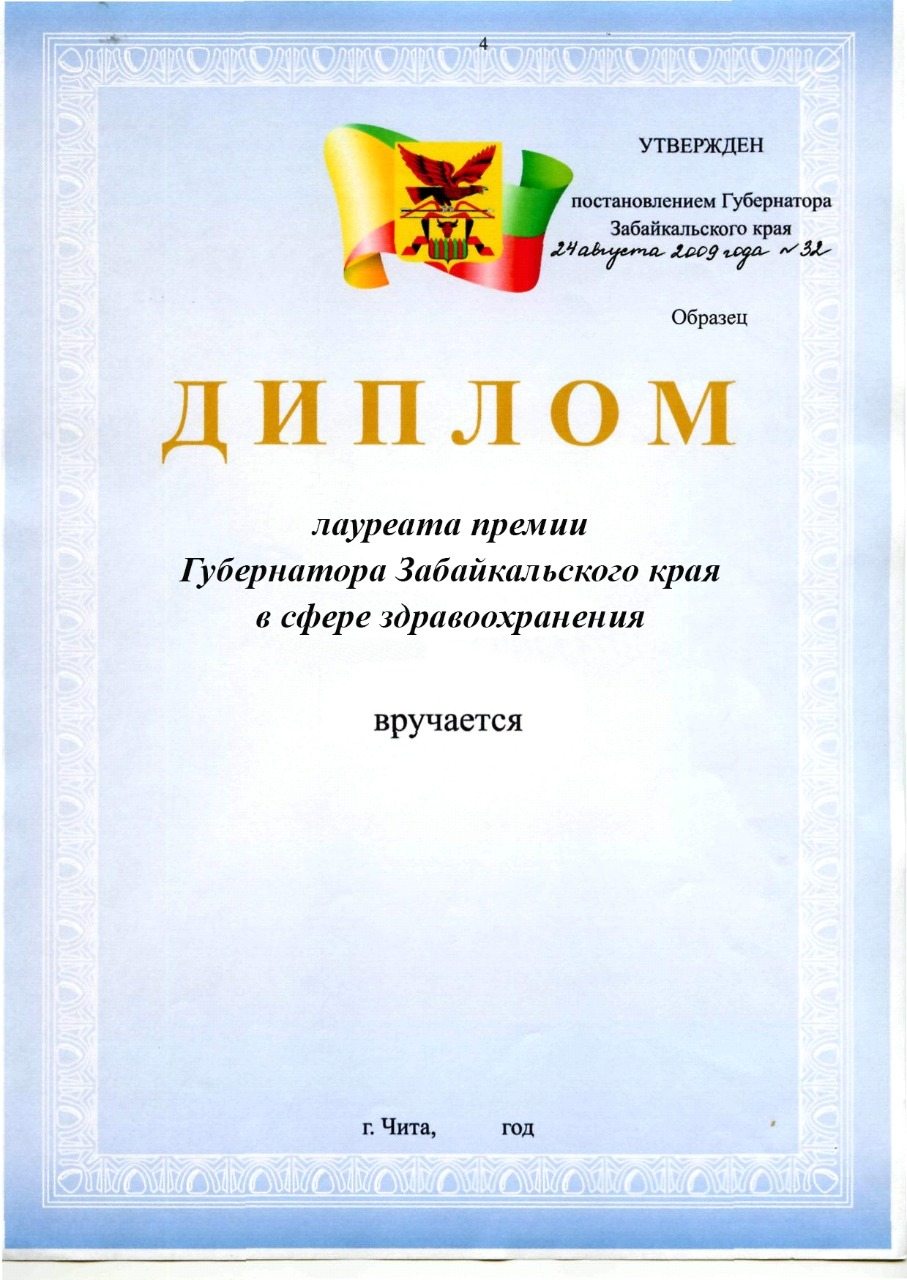 4
УТВЕРЖДЕН
постановлением Губернатора
Забайкальского края
24 августа 2009 года № 32
Образец
ДИПЛОМ
лауреата премии
Губернатора Забайкальского края
в сфере здравоохранения
вручается
г. Чита, год